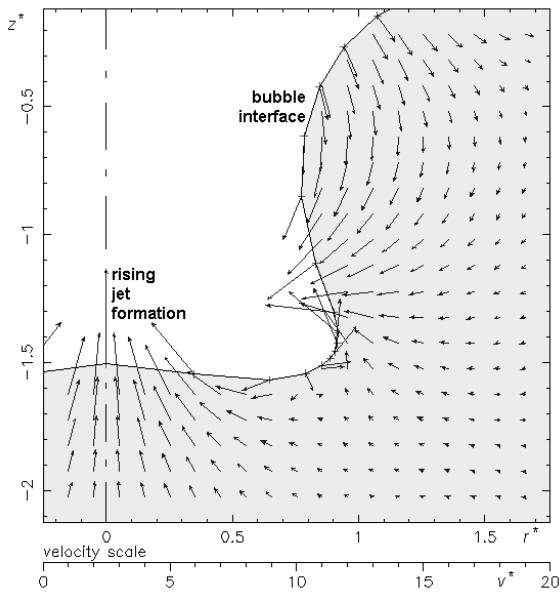 z*
-0.5
-1
-1.5
-2
bubble
interface
rising
jet
formation
0
0.5
1
1.5
r*
velocity scale
0
5
10
15
v*
20